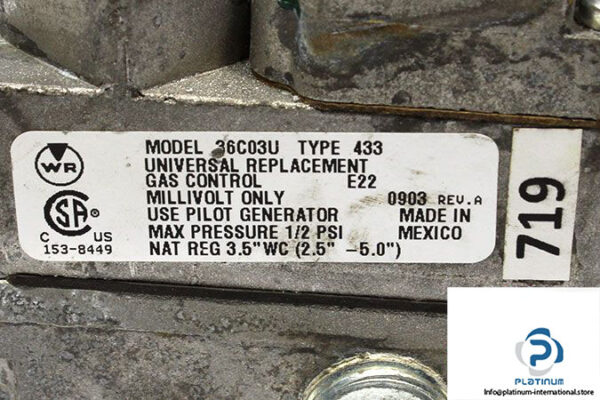 WR
MODEL 36C03U TYPE 433
UNIVERSAL REPLACEMENT
GAS CONTROL E22
MILLIVOLT ONLY 0903 REV.A
USE PILOT GENERATOR MADE IN
MAX PRESSURE 1/2 PSI MEXICO
NAT REG 3.5"WC (2.5" -5.0")
SA®
C US
153-8449
719
PLATINUM
Info@platinum-international.store